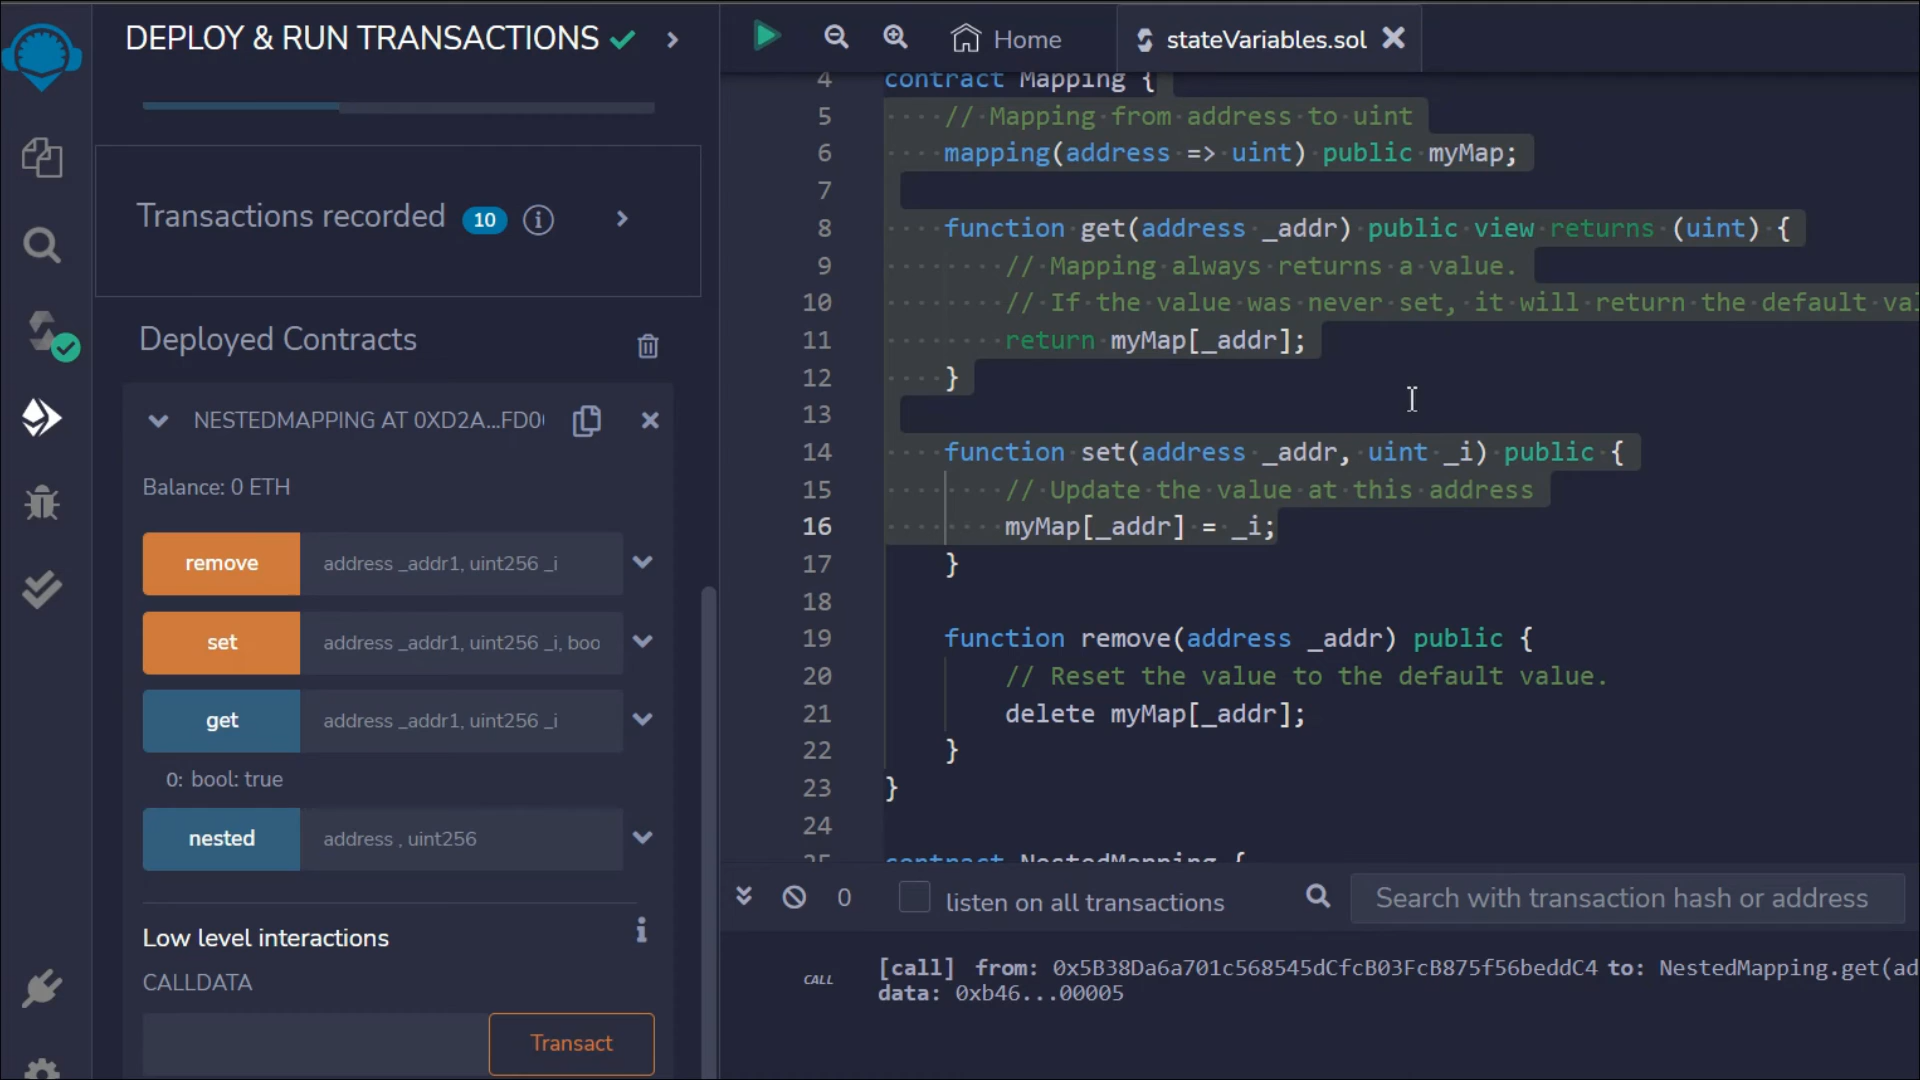 DEPLOY & RUN TRANSACTIONS
Transactions recorded 10
Deployed Contracts
NESTEDMAPPING AT 0XD2A...FD0
Balance: 0 ETH
remove address _addr1, uint256 _i
set address _addr1, uint256 _i, boo
get address _addr1, uint256 _i
0: bool: true
nested address , uint256
Low level interactions
CALLDATA
Transact
Home stateVariables.sol
4 contract Mapping {
5 // Mapping from address to uint
6 mapping(address => uint) public myMap;
7
8 function get(address _addr) public view returns (uint) {
9 // Mapping always returns a value.
10 // If the value was never set, it will return the default va
11 return myMap[_addr];
12 }
13
14 function set(address _addr, uint _i) public {
15 // Update the value at this address
16 myMap[_addr] = _i;
17 }
18
19 function remove(address _addr) public {
20 // Reset the value to the default value.
21 delete myMap[_addr];
22 }
23 }
24
25 contract NestedMapping {
0 listen on all transactions Search with transaction hash or address
CALL [call] from: 0x5B38Da6a701c568545dCfcB03FcB875f56beddC4 to: NestedMapping.get(ad
data: 0xb46...00005